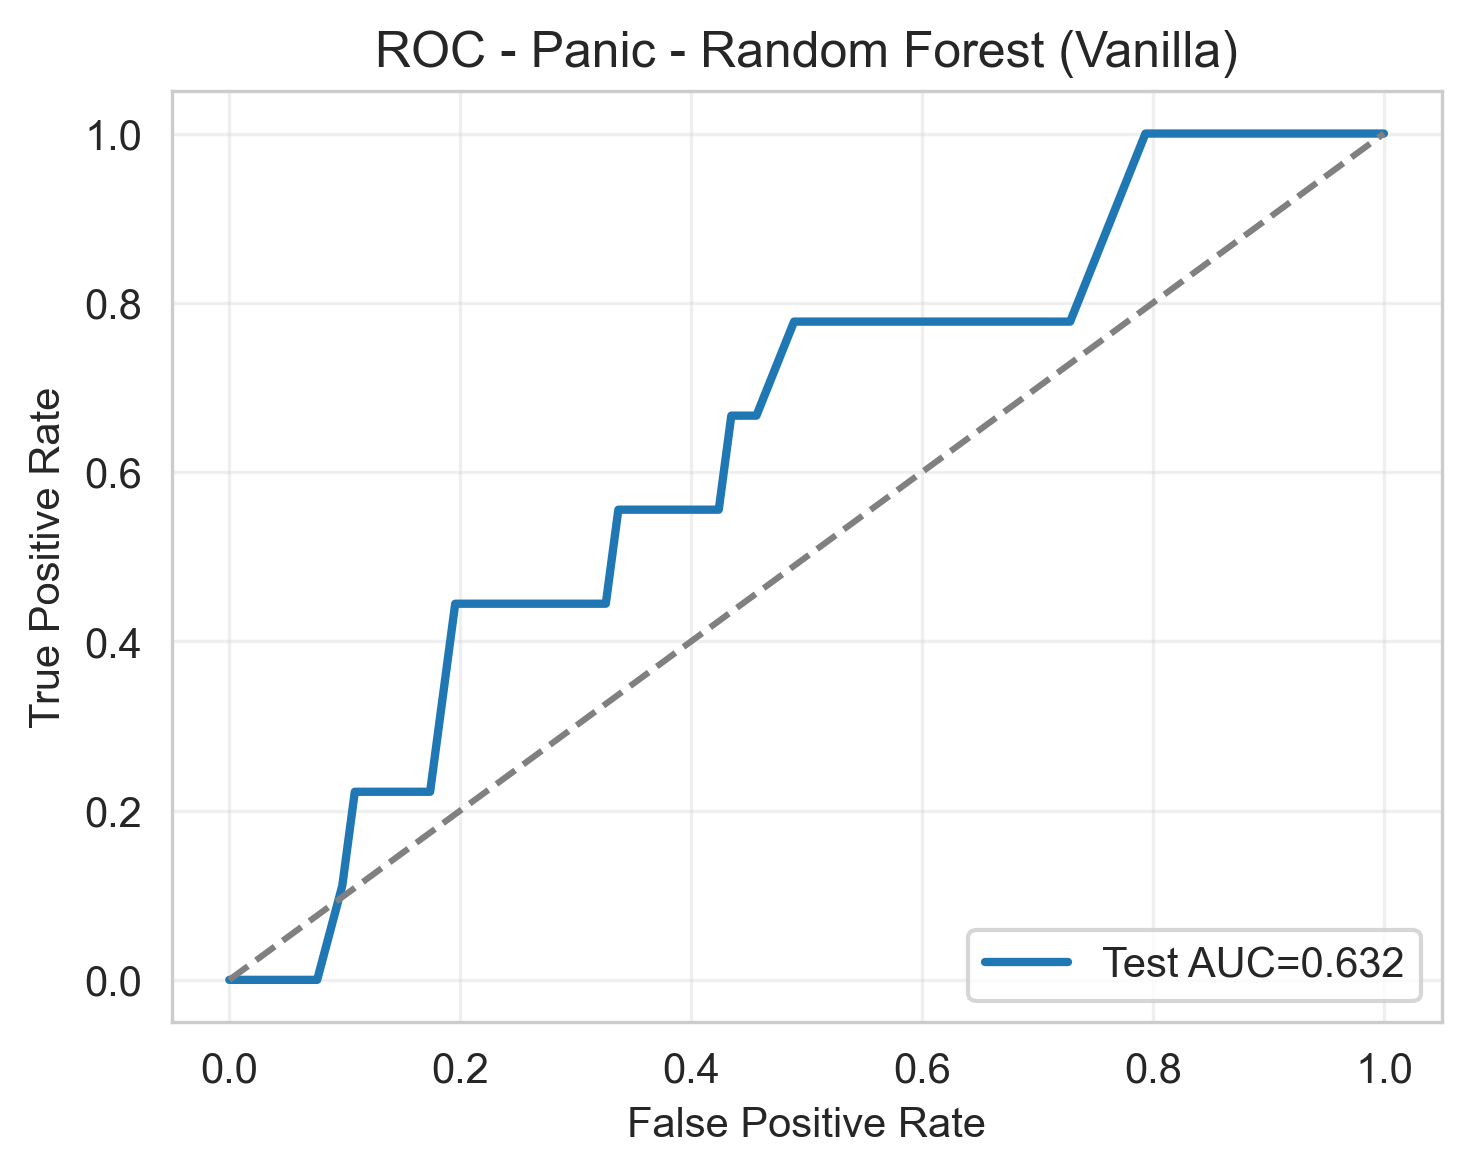 ROC - Panic - Random Forest (Vanilla)
True Positive Rate
1.0
0.8
0.6
0.4
0.2
0.0
Test AUC=0.632
0.0 0.2 0.4 0.6 0.8 1.0
False Positive Rate